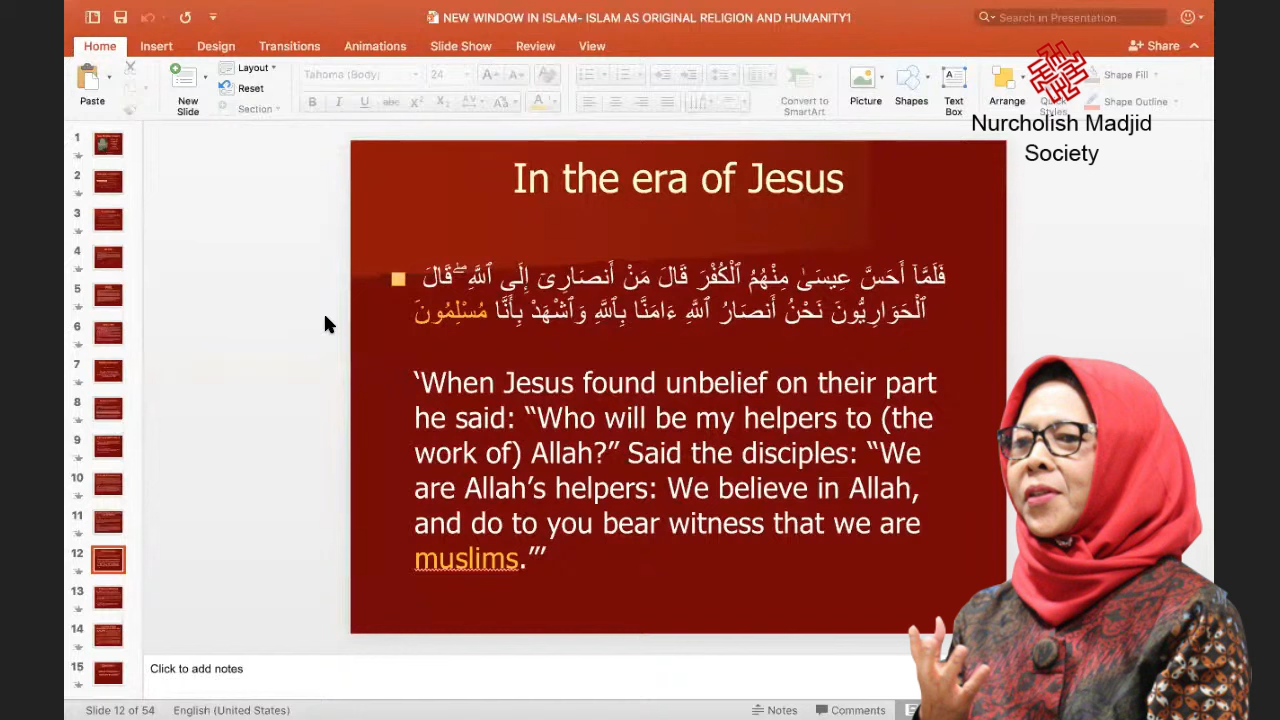 NEW WINDOW IN ISLAM- ISLAM AS ORIGINAL RELIGION AND HUMANITY1
Search in Presentation
Home Insert Design Transitions Animations Slide Show Review View Share
Paste
New
Slide
Layout
Reset
Section
Tahoma (Body)
24
Convert to
SmartArt
Picture
Shapes
Text
Box
Arrange
Quick
Styles
Shape Fill
Shape Outline
Nurcholish Madjid
Society
1
2
3
4
5
6
7
8
9
10
11
12
13
14
15
In the era of Jesus
فَلَمَّآ أَحَسَّ عِيسَىٰ مِنْهُمُ ٱلْكُفْرَ قَالَ مَنْ أَنصَارِىٓ إِلَى ٱللَّهِ ۖ قَالَ
ٱلْحَوَارِيُّونَ نَحْنُ أَنصَارُ ٱللَّهِ ءَامَنَّا بِٱللَّهِ وَٱشْهَدْ بِأَنَّا مُسْلِمُونَ
‘When Jesus found unbelief on their part
he said: “Who will be my helpers to (the
work of) Allah?” Said the disciples: “We
are Allah’s helpers: We believe in Allah,
and do to you bear witness that we are
muslims.”’
Click to add notes
Slide 12 of 54 English (United States) Notes Comments